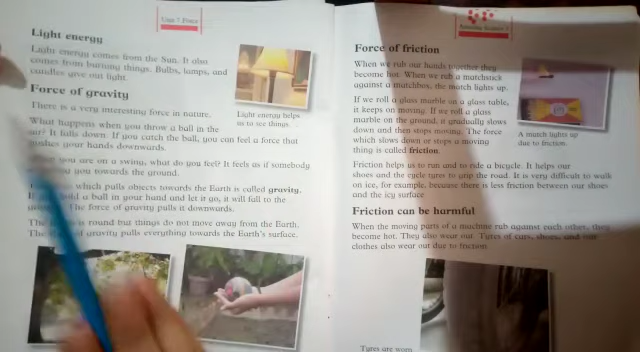 Unit 7 Force
Light energy
Light energy comes from the Sun. It also
comes from burning things. Bulbs, lamps, and
candles give out light.
Light energy helps
us to see things.
Force of gravity
There is a very interesting force in nature.
What happens when you throw a ball in the
air? It falls down. If you catch the ball, you can feel a force that
your hands downwards.
you are on a swing, what do you feel? It feels as if somebody
you towards the ground.
which pulls objects towards the Earth is called gravity.
hold a ball in your hand and let it go, it will fall to the
The force of gravity pulls it downwards.
The is round but things do not move away from the Earth.
The gravity pulls everything towards the Earth's surface.
Force of friction
When we rub our hands together they
become hot. When we rub a matchstick
against a matchbox, the match lights up.
If we roll a glass marble on a glass table,
it keeps on moving. If we roll a glass
marble on the ground, it gradually slows
down and then stops moving. The force
which slows down or stops a moving
thing is called friction.
A match lights up
due to friction.
Friction helps us to run and to ride a bicycle. It helps our
shoes and the cycle tyres to grip the road. It is very difficult to walk
on ice, for example, because there is less friction between our shoes
and the icy surface.
Friction can be harmful
When the moving parts of a machine rub against each other, they
become hot. They also wear out. Tyres of cars, shoes, and our
clothes also wear out due to friction.
Tyres are worn